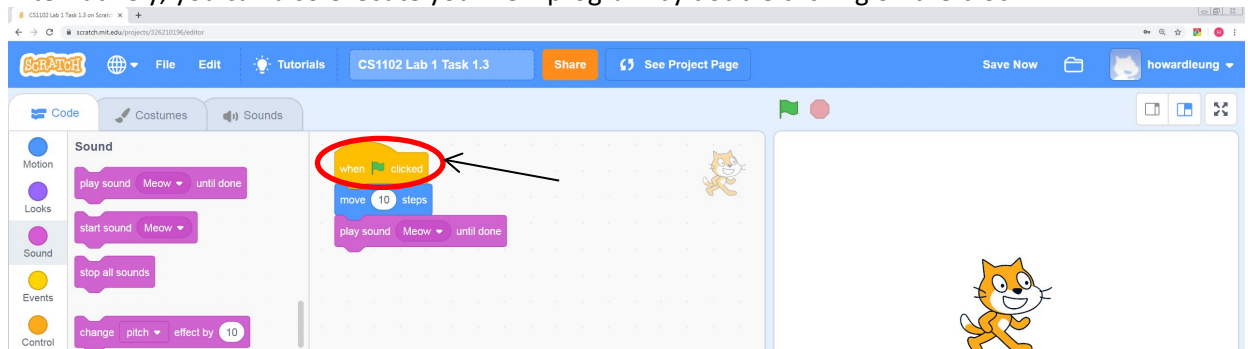 CS1102 Lab 1 Task 1.3 on Scratch
scratch.mit.edu/projects/326210196/editor
SCRATCH File Edit Tutorials CS1102 Lab 1 Task 1.3 Share See Project Page Save Now howardleung
Code Costumes Sounds
Motion
Looks
Sound
Events
Control
Sound
play sound Meow until done
start sound Meow
stop all sounds
change pitch effect by 10
when clicked
move 10 steps
play sound Meow until done